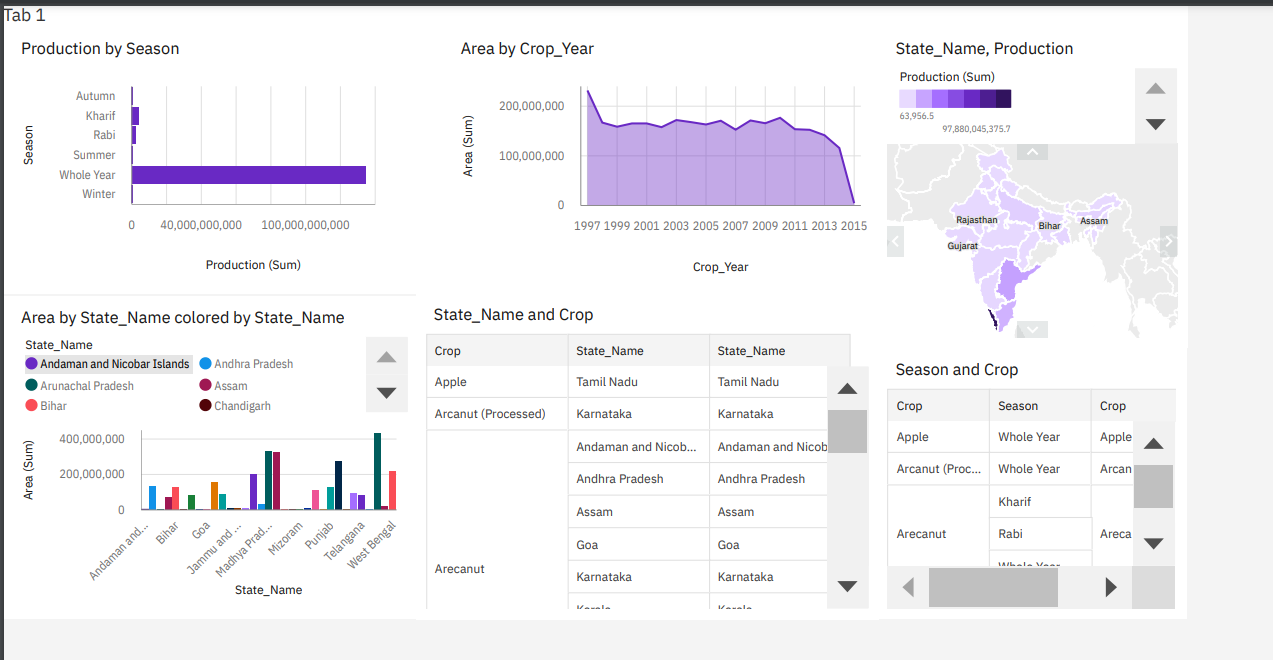 Tab 1
Production by Season
Season
Autumn
Kharif
Rabi
Summer
Whole Year
Winter
0 40,000,000,000 100,000,000,000
Production (Sum)
Area by Crop_Year
Area (Sum)
200,000,000
100,000,000
0
1997 1999 2001 2003 2005 2007 2009 2011 2013 2015
Crop_Year
State_Name, Production
Production (Sum)
63,956.5
97,880,045,375.7
Rajasthan
Bihar
Assam
Gujarat
Area by State_Name colored by State_Name
State_Name
Andaman and Nicobar Islands Andhra Pradesh
Arunachal Pradesh Assam
Bihar Chandigarh
Area (Sum)
400,000,000
200,000,000
0
Andaman and... Bihar Goa Jammu and ... Madhya Prad... Mizoram Punjab Telangana West Bengal
State_Name
State_Name and Crop
Crop State_Name State_Name
Apple Tamil Nadu Tamil Nadu
Arcanut (Processed) Karnataka Karnataka
Andaman and Nicob... Andaman and Nicob
Andhra Pradesh Andhra Pradesh
Assam Assam
Goa Goa
Arecanut Karnataka Karnataka
Kerala Kerala
Season and Crop
Crop Season Crop
Apple Whole Year Apple
Arcanut (Proc... Whole Year Arcan
Kharif
Arecanut Rabi Areca
Whole Year